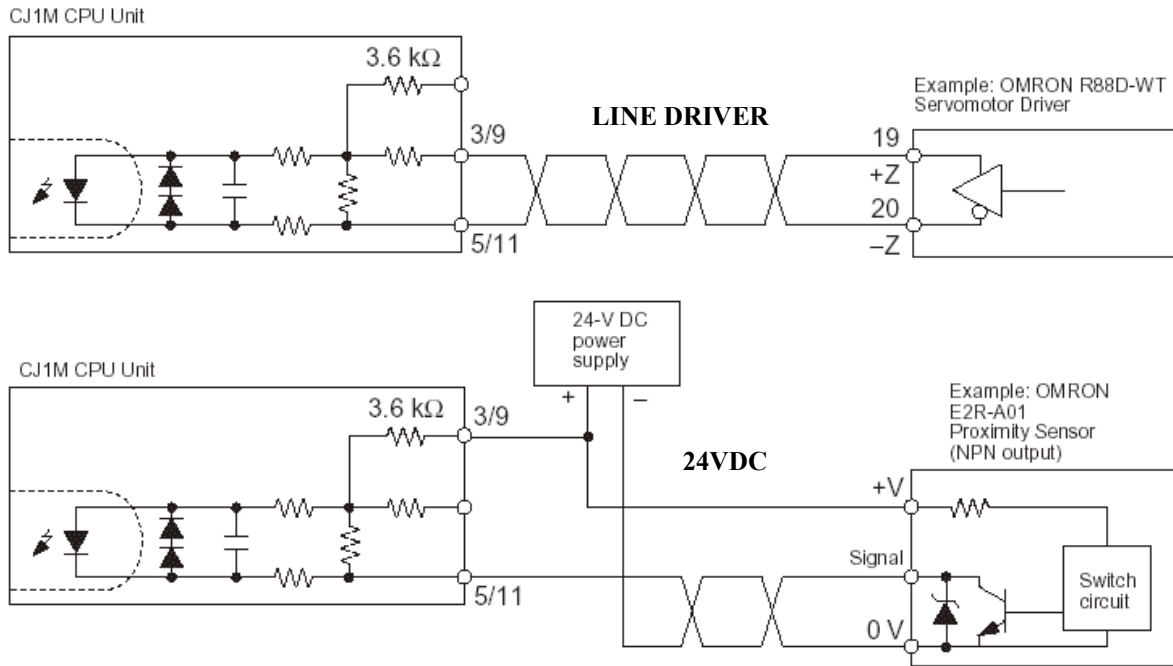 CJ1M CPU Unit
3.6 kΩ
3/9
5/11
LINE DRIVER
Example: OMRON R88D-WT
Servomotor Driver
19
+Z
20
–Z
24-V DC
power
supply
+
–
CJ1M CPU Unit
3.6 kΩ
3/9
5/11
24VDC
Example: OMRON
E2R-A01
Proximity Sensor
(NPN output)
+V
Signal
0 V
Switch
circuit